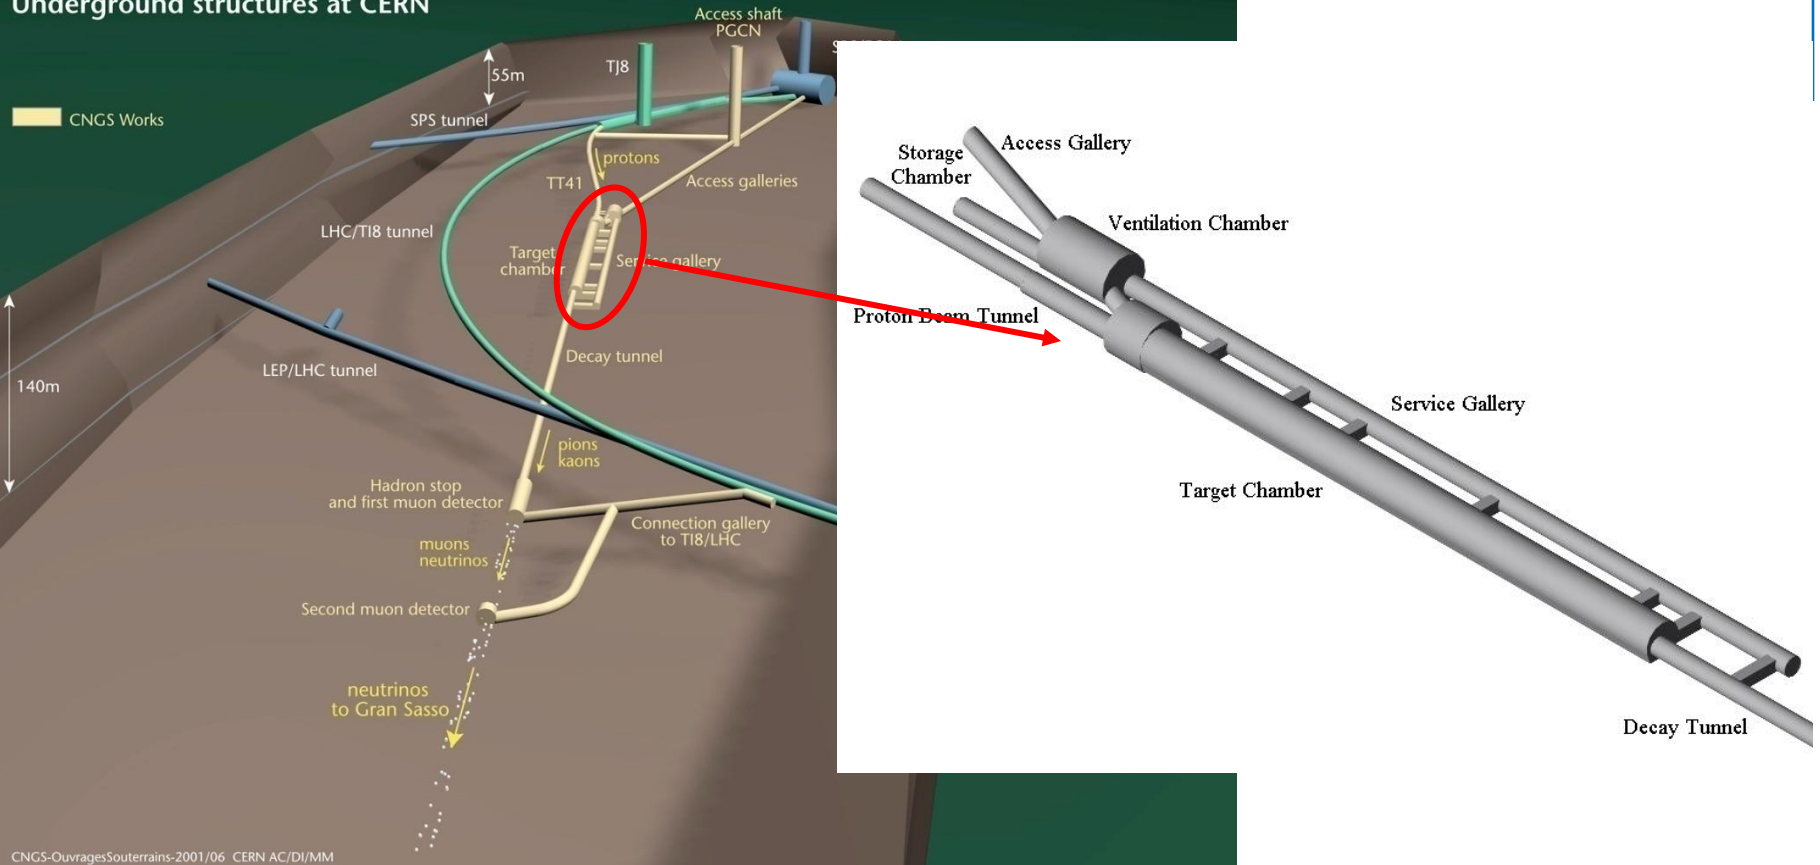 Underground structures at CERN
Access shaft
PGCN
TJ8
55m
CNGS Works
SPS tunnel
protons
TT41
Access galleries
LHC/TI8 tunnel
Target
chamber
Service gallery
Decay tunnel
LEP/LHC tunnel
140m
pions
kaons
Hadron stop
and first muon detector
Connection gallery
to TI8/LHC
muons
neutrinos
Second muon detector
neutrinos
to Gran Sasso
CNGS-OuvragesSouterrains-2001/06 CERN AC/DI/MM
Access Gallery
Storage
Chamber
Ventilation Chamber
Proton Beam Tunnel
Service Gallery
Target Chamber
Decay Tunnel